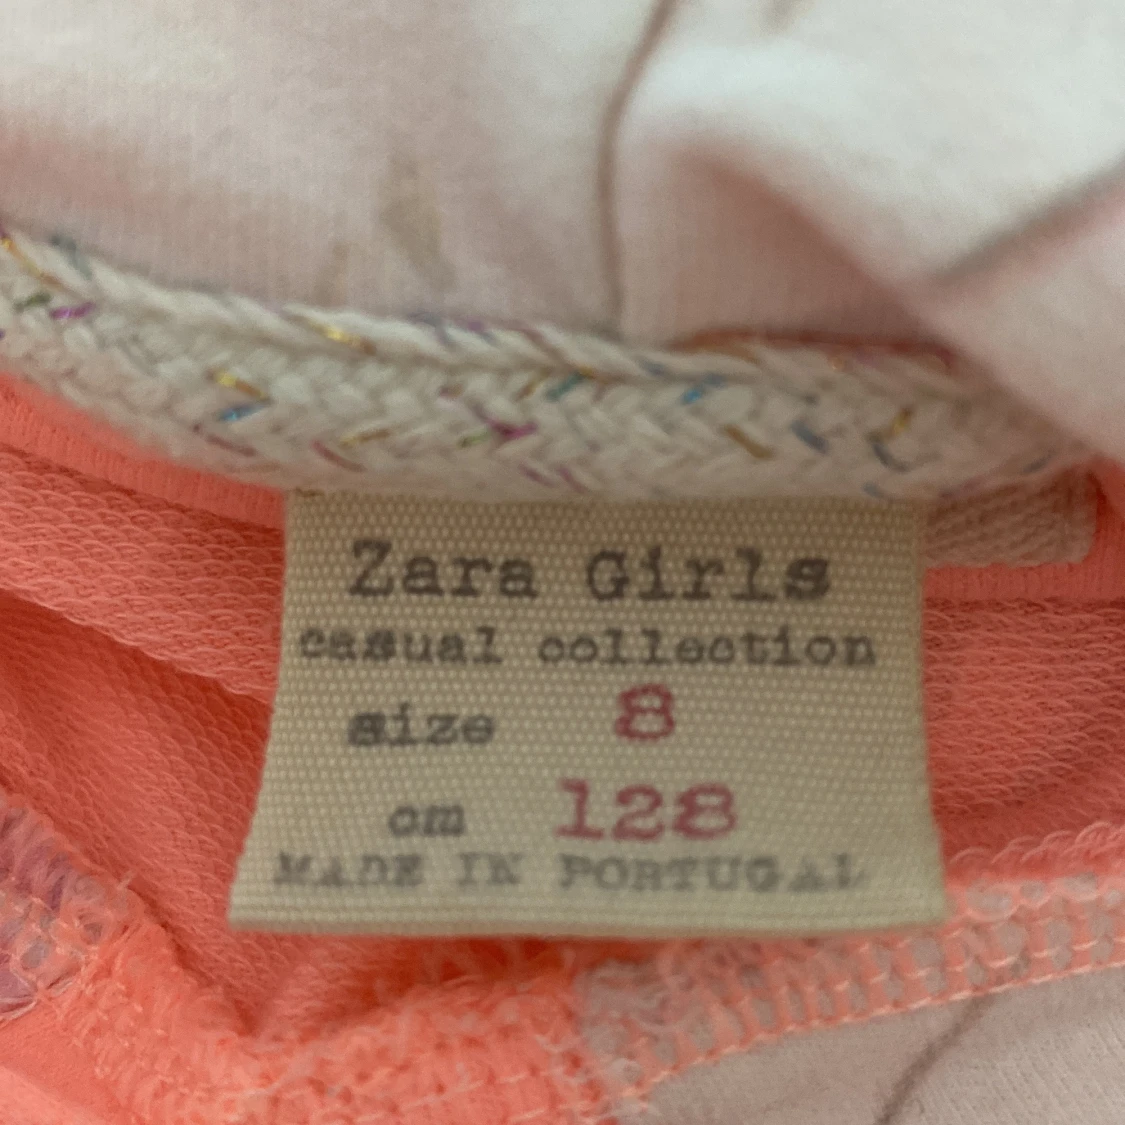 Zara Girls
casual collection
size 8
cm 128
MADE IN PORTUGAL